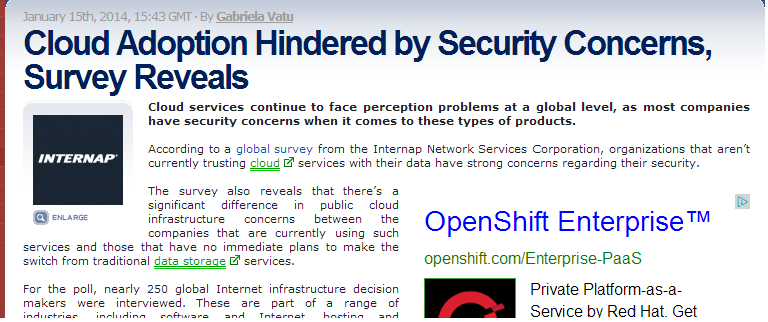 January 15th, 2014, 15:43 GMT · By Gabriela Vatu
Cloud Adoption Hindered by Security Concerns,
Survey Reveals
INTERNAP
ENLARGE
Cloud services continue to face perception problems at a global level, as most companies
have security concerns when it comes to these types of products.
According to a global survey from the Internap Network Services Corporation, organizations that aren't
currently trusting cloud services with their data have strong concerns regarding their security.
The survey also reveals that there's a
significant difference in public cloud
infrastructure concerns between the
companies that are currently using such
services and those that have no immediate plans to make the
switch from traditional data storage services.
For the poll, nearly 250 global Internet infrastructure decision
makers were interviewed. These are part of a range of
industries, including software and Internet, hosting and
OpenShift Enterprise™
openshift.com/Enterprise-PaaS
Private Platform-as-a-
Service by Red Hat. Get